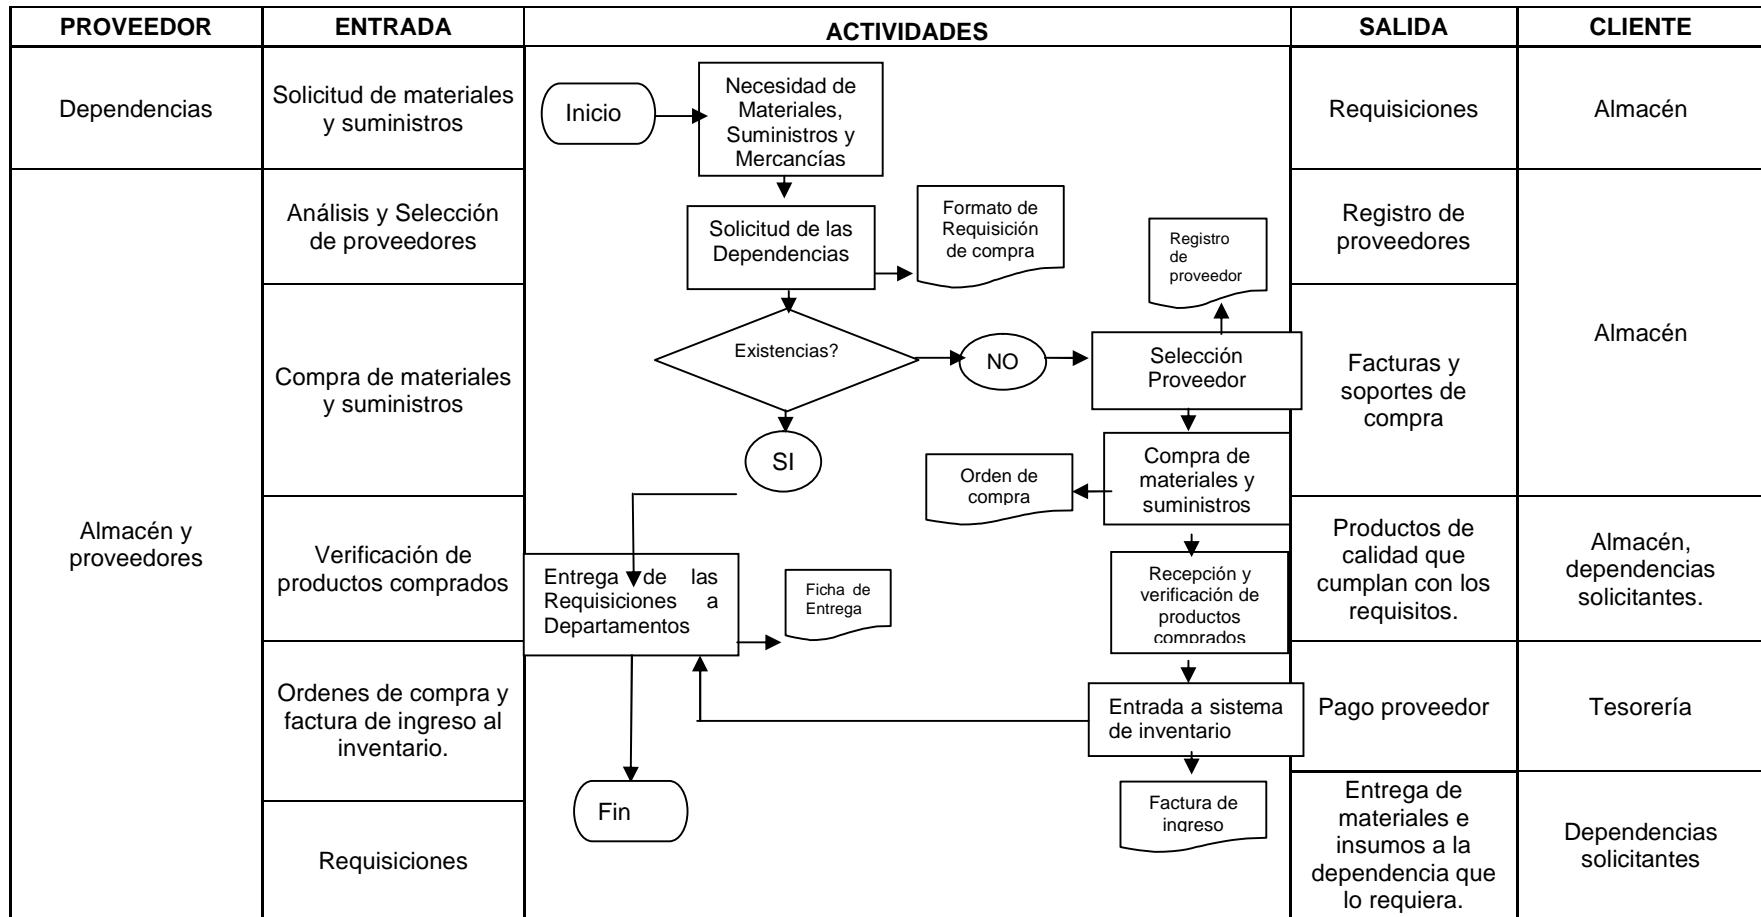 PROVEEDOR
ENTRADA
ACTIVIDADES
SALIDA
CLIENTE
Dependencias
Solicitud de materiales
y suministros
Inicio
Necesidad de
Materiales,
Suministros y
Mercancías
Requisiciones
Almacén
Almacén y
proveedores
Análisis y Selección
de proveedores
Solicitud de las
Dependencias
Formato de
Requisición
de compra
Registro
de
proveedor
Registro de
proveedores
Almacén
Compra de materiales
y suministros
Existencias?
NO
Selección
Proveedor
SI
Orden de
compra
Compra de
materiales y
suministros
Facturas y
soportes de
compra
Verificación de
productos comprados
Entrega de las
Requisiciones a
Departamentos
Ficha de
Entrega
Recepción y
verificación de
productos
comprados
Productos de
calidad que
cumplan con los
requisitos.
Almacén,
dependencias
solicitantes.
Ordenes de compra y
factura de ingreso al
inventario.
Entrada a sistema
de inventario
Pago proveedor
Tesorería
Fin
Factura de
ingreso
Requisiciones
Entrega de
materiales e
insumos a la
dependencia que
lo requiera.
Dependencias
solicitantes